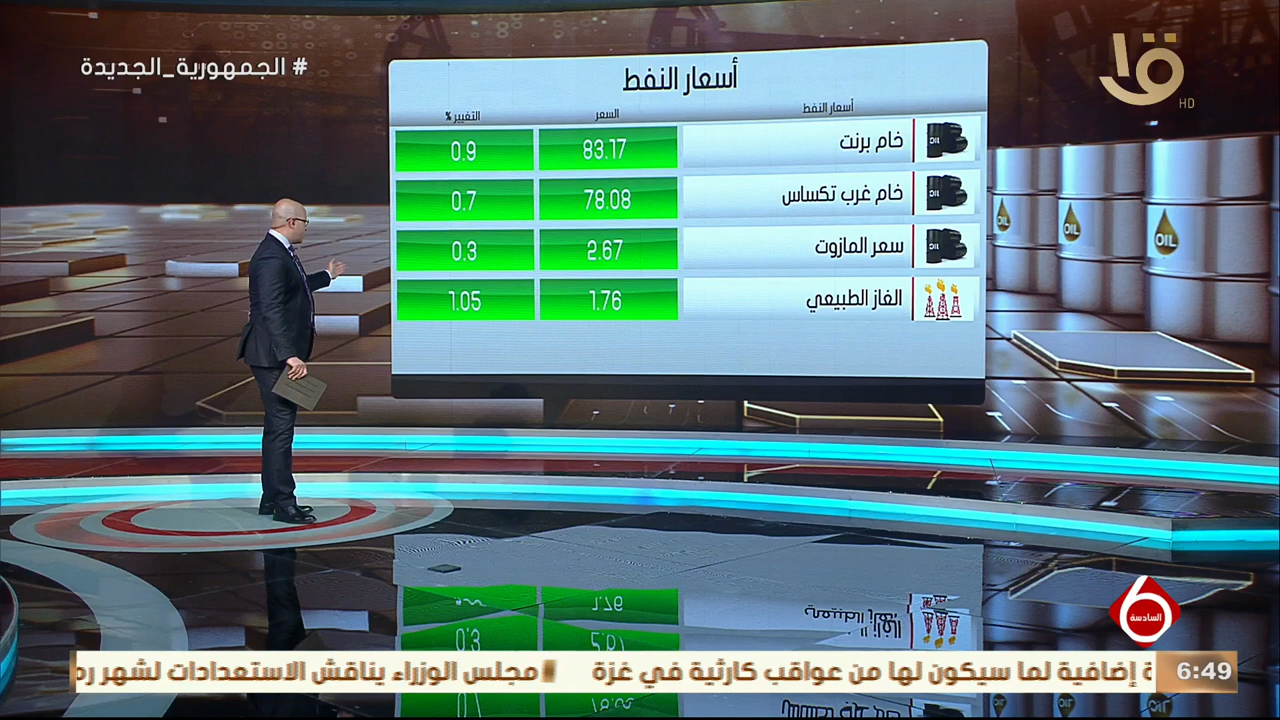 # الجمهورية_الجديدة
HD
أسعار النفط
أسعار النفط السعر التغيير %
خام برنت 83.17 0.9
خام غرب تكساس 78.08 0.7
سعر المازوت 2.67 0.3
الغاز الطبيعي 1.76 1.05
OIL
OIL
OIL
السادسة
6:49
إضافية لما سيكون لها من عواقب كارثية في غزة
مجلس الوزراء يناقش الاستعدادات لشهر